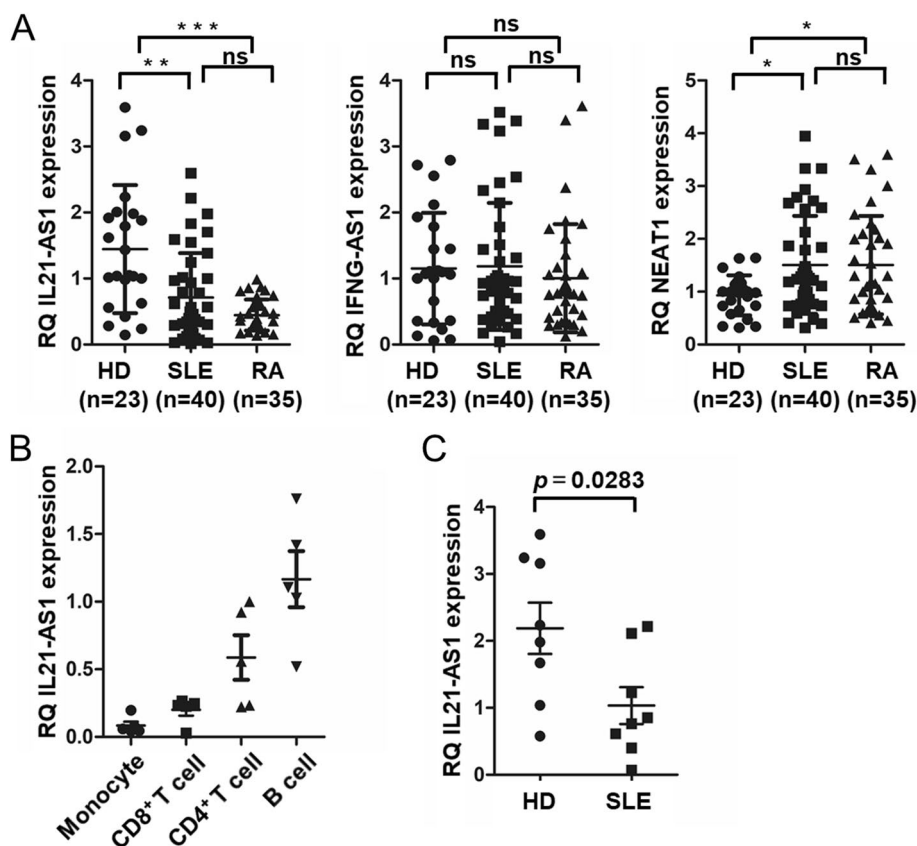 A
* * *
* *
ns
RQ IL21-AS1 expression
4
3
2
1
0
HD SLE RA
(n=23) (n=40) (n=35)
ns
ns
ns
RQ IFNG-AS1 expression
4
3
2
1
0
HD SLE RA
(n=23) (n=40) (n=35)
*
*
ns
RQ NEAT1 expression
5
4
3
2
1
0
HD SLE RA
(n=23) (n=40) (n=35)
B
RQ IL21-AS1 expression
2.0
1.5
1.0
0.5
0.0
Monocyte
CD8⁺ T cell
CD4⁺ T cell
B cell
C
p = 0.0283
RQ IL21-AS1 expression
4
3
2
1
0
HD SLE